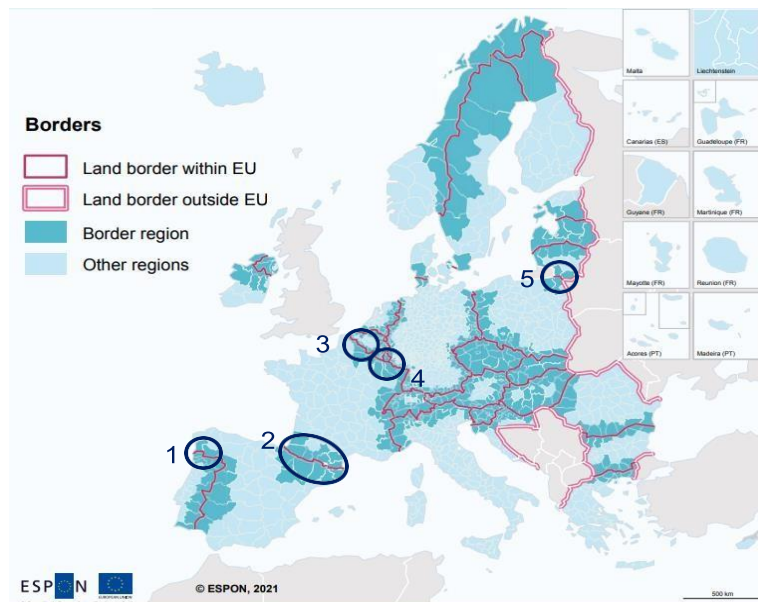 Borders
Land border within EU
Land border outside EU
Border region
Other regions
Malta
Liechtenstein
Canarias (ES)
Guadeloupe (FR)
Guyane (FR)
Martinique (FR)
Mayotte (FR)
Reunion (FR)
Acores (PT)
Madeira (PT)
1
2
3
4
5
ESPON
EUROPEAN UNION
© ESPON, 2021
500 km